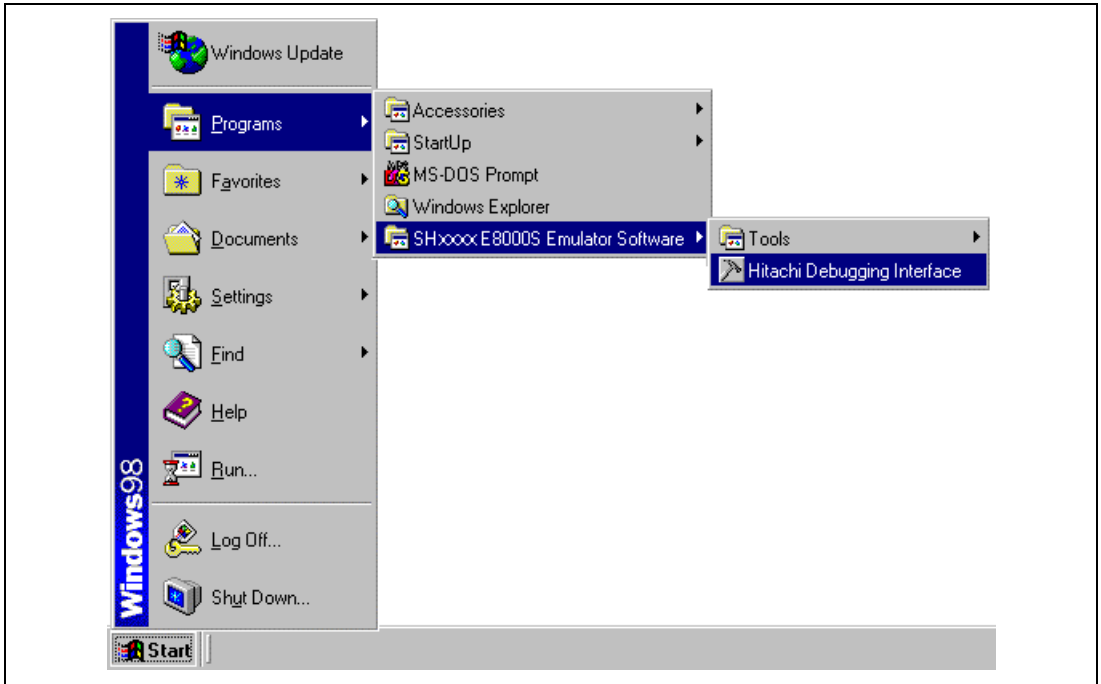 Windows Update
Programs
Favorites
Documents
Settings
Find
Help
Run...
Log Off...
Shut Down...
Windows98
Start
Accessories
StartUp
MS-DOS Prompt
Windows Explorer
SHxxxx E8000S Emulator Software
Tools
Hitachi Debugging Interface